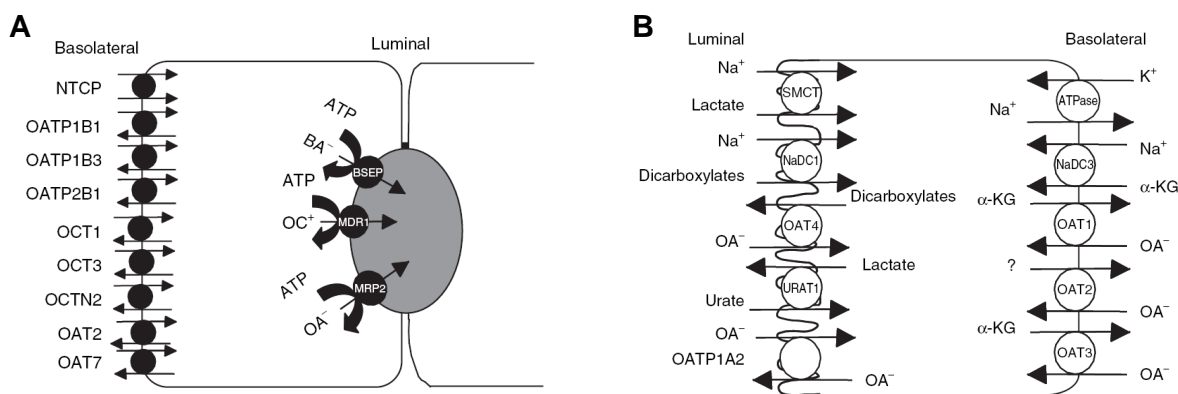 A
Basolateral
Luminal
NTCP
OATP1B1
OATP1B3
OATP2B1
OCT1
OCT3
OCTN2
OAT2
OAT7
ATP
BA⁻
BSEP
ATP
OC⁺
MDR1
ATP
MRP2
OA⁻
B
Luminal
Basolateral
Na⁺
SMCT
Lactate
Na⁺
NaDC1
Dicarboxylates
Dicarboxylates
OAT4
OA⁻
Lactate
URAT1
Urate
OA⁻
OATP1A2
OA⁻
K⁺
ATPase
Na⁺
Na⁺
NaDC3
α-KG
α-KG
OAT1
OA⁻
?
OAT2
OA⁻
α-KG
OAT3
OA⁻